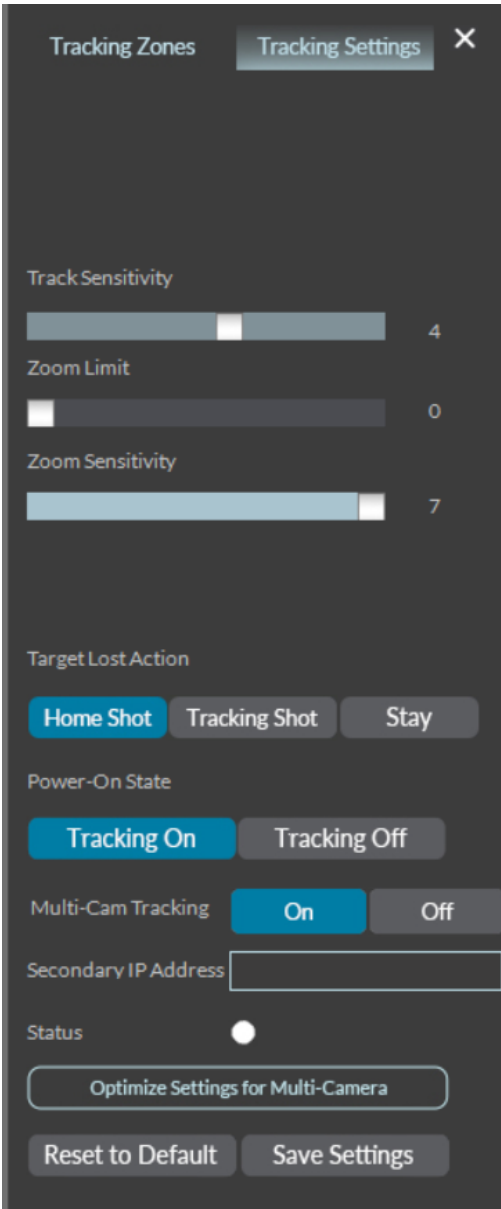 Tracking Zones Tracking Settings ✕
Track Sensitivity
4
Zoom Limit
0
Zoom Sensitivity
7
Target Lost Action
Home Shot Tracking Shot Stay
Power-On State
Tracking On Tracking Off
Multi-Cam Tracking On Off
Secondary IP Address
Status
Optimize Settings for Multi-Camera
Reset to Default Save Settings